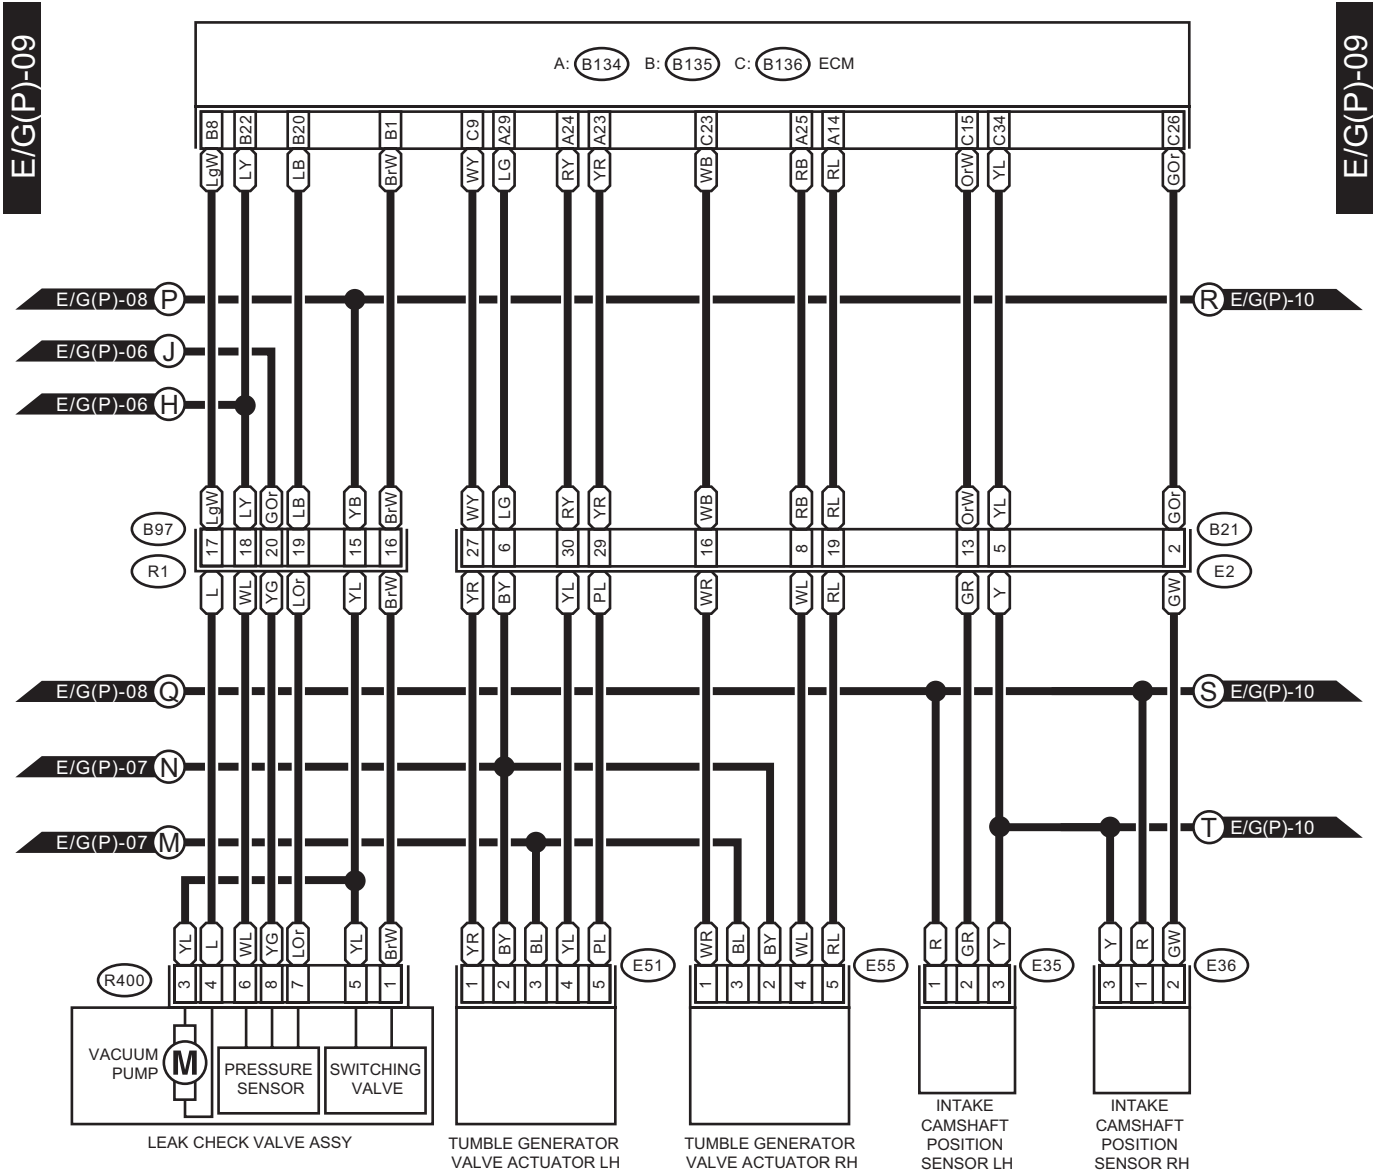 E/G(P)-09
E/G(P)-09
A: B134 B: B135 C: B136 ECM
B8 B22 B20 B1 C9 A29 A24 A23 C23 A25 A14 C15 C34 C26
LgW LY LB BrW WY LG RY YR WB RB RL OrW YL GOr
E/G(P)-08 P R E/G(P)-10
E/G(P)-06 J
E/G(P)-06 H
LgW LY GOr LB YB BrW WY LG RY YR WB RB RL OrW YL GOr
B97 17 18 20 19 15 16 27 6 30 29 16 8 19 13 5 2 B21
R1 E2
L WL YG LOr YL BrW YR BY YL PL WR WL RL GR Y GW
E/G(P)-08 Q S E/G(P)-10
E/G(P)-07 N
E/G(P)-07 M T E/G(P)-10
YL L WL YG LOr YL BrW YR BY BL YL PL WR BL BY WL RL R GR Y Y R GW
R400 3 4 6 8 7 5 1 1 2 3 4 5 E51 1 3 2 4 5 E55 1 2 3 E35 3 1 2 E36
VACUUM
PUMP
M
PRESSURE
SENSOR
SWITCHING
VALVE
LEAK CHECK VALVE ASSY
TUMBLE GENERATOR
VALVE ACTUATOR LH
TUMBLE GENERATOR
VALVE ACTUATOR RH
INTAKE
CAMSHAFT
POSITION
SENSOR LH
INTAKE
CAMSHAFT
POSITION
SENSOR RH